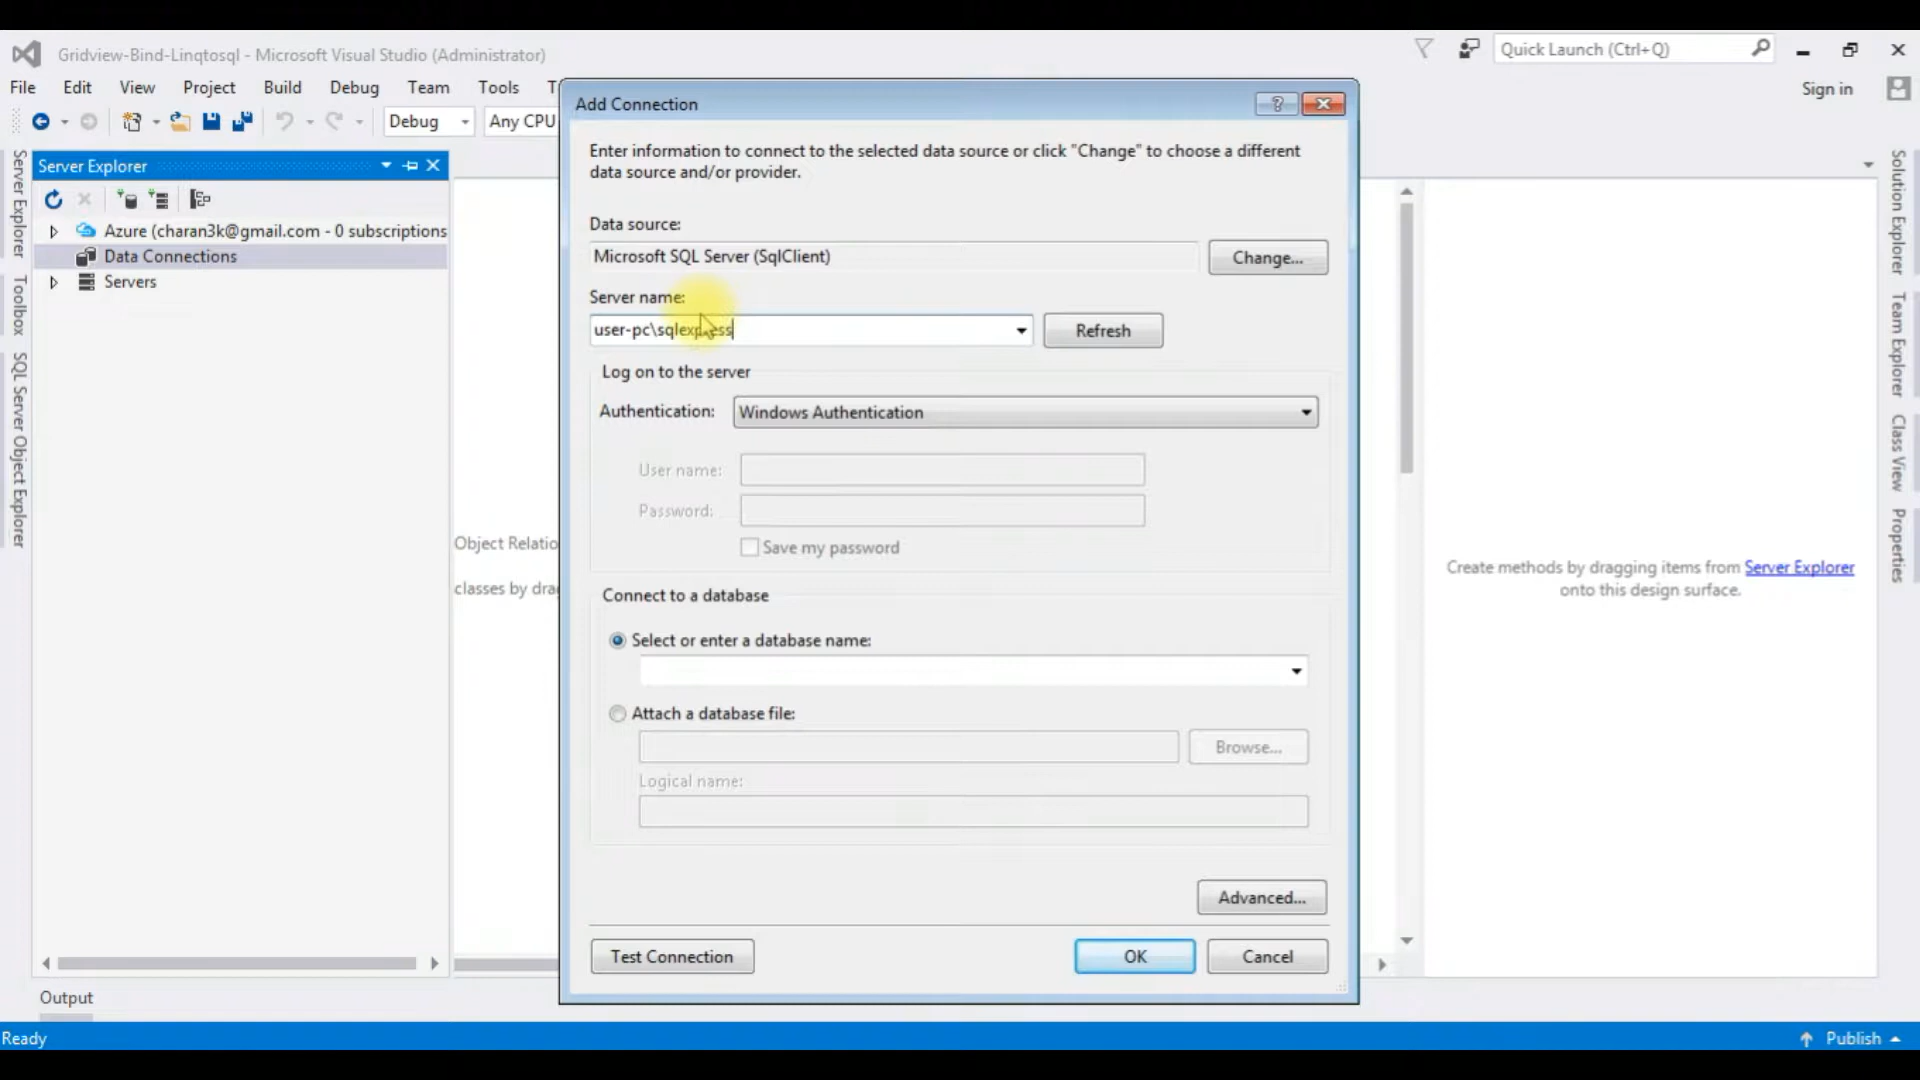 Gridview-Bind-Linqtosql - Microsoft Visual Studio (Administrator)
Quick Launch (Ctrl+Q)
File Edit View Project Build Debug Team Tools T
Sign in
Debug
Any CPU
Add Connection
Enter information to connect to the selected data source or click "Change" to choose a different
data source and/or provider.
Data source:
Microsoft SQL Server (SqlClient)
Change...
Server name:
user-pc\sqlexpress
Refresh
Log on to the server
Authentication:
Windows Authentication
User name:
Password:
Save my password
Connect to a database
Select or enter a database name:
Attach a database file:
Browse...
Logical name:
Advanced...
Test Connection
OK
Cancel
Server Explorer
Azure (charan3k@gmail.com - 0 subscriptions
Data Connections
Servers
Server Explorer
Toolbox
SQL Server Object Explorer
Object Relatio
classes by drag
Create methods by dragging items from Server Explorer
onto this design surface.
Solution Explorer
Team Explorer
Class View
Properties
Output
Ready
Publish